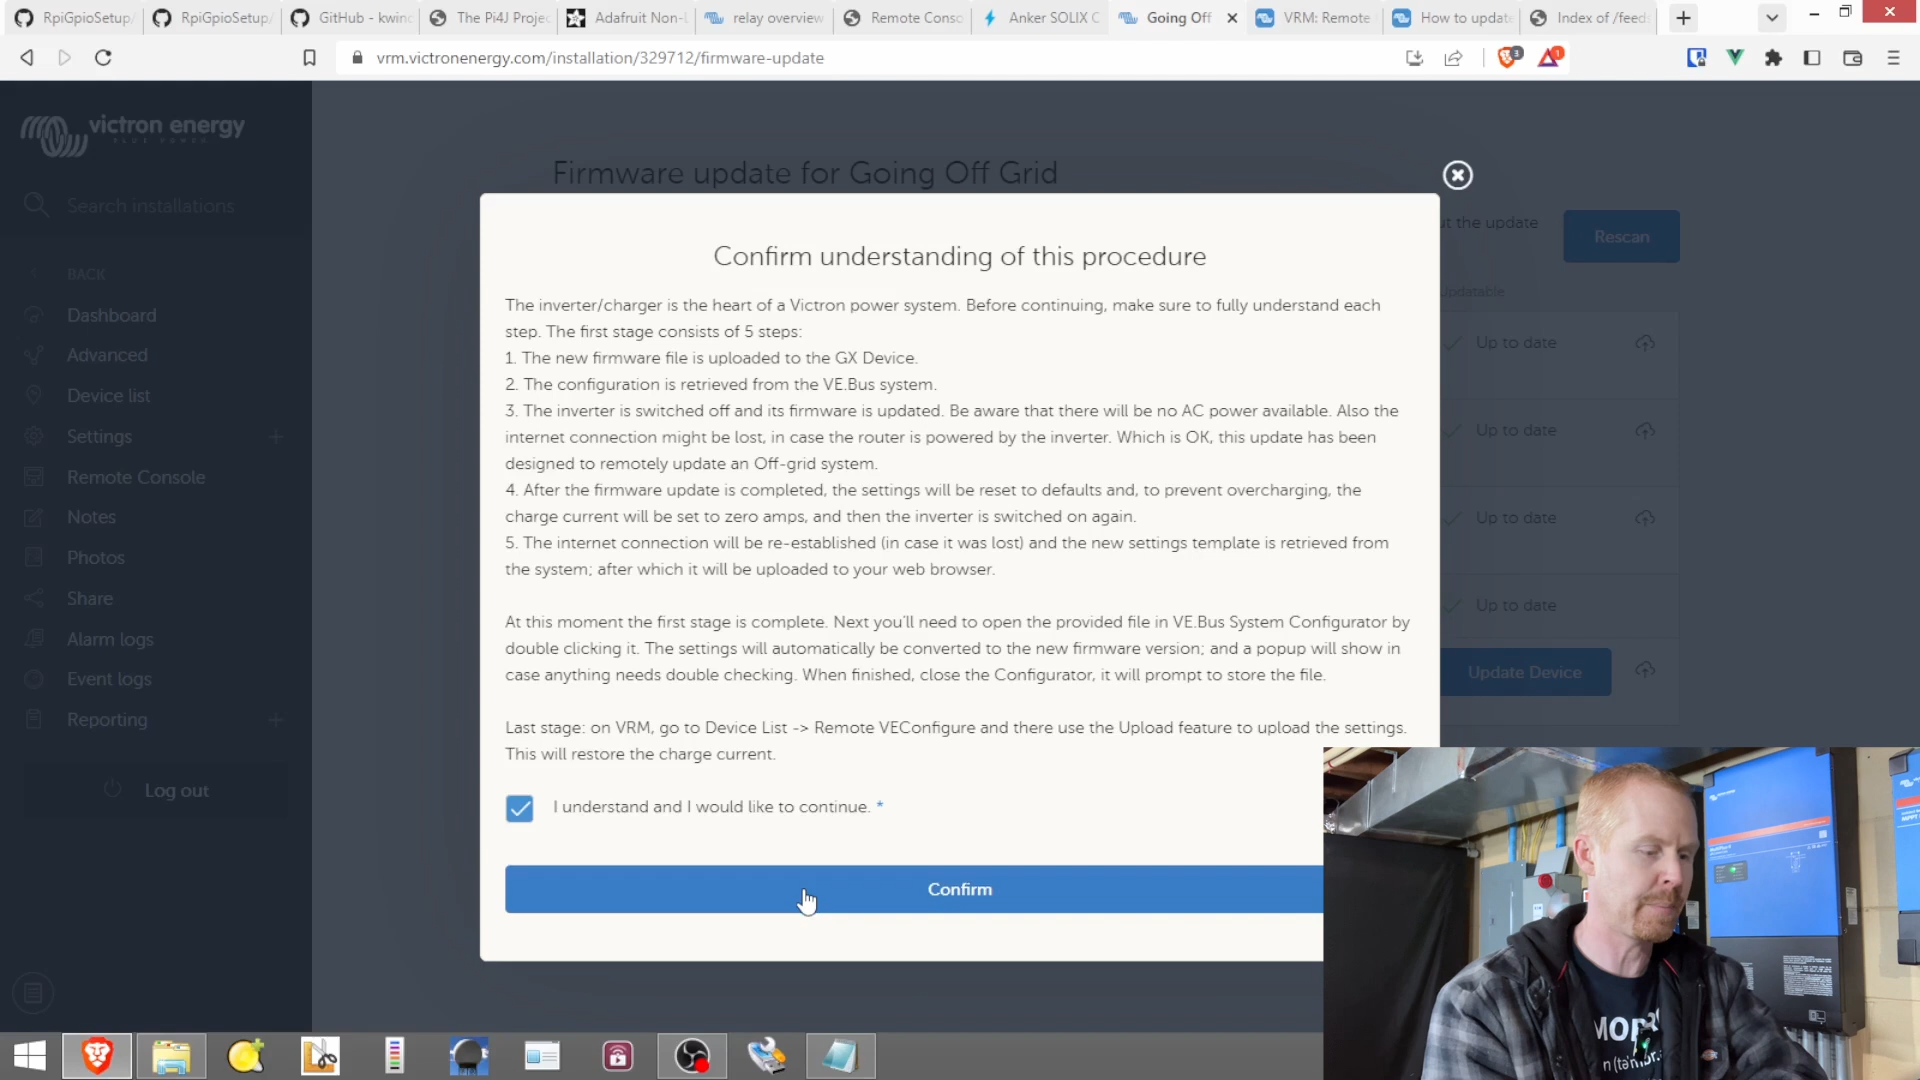 RpiGpioSetup/ RpiGpioSetup/ GitHub - kwin The Pi4J Projec Adafruit Non-L relay overview Remote Conso Anker SOLIX C Going Off VRM: Remote How to update Index of /feeds
vrm.victronenergy.com/installation/329712/firmware-update
3 1
victron energy
BLUE POWER
Search installations
BACK
Dashboard
Advanced
Device list
Settings
Remote Console
Notes
Photos
Share
Alarm logs
Event logs
Reporting
Log out
Firmware update for Going Off Grid
ut the update
Rescan
Updatable
Up to date
Up to date
Up to date
Up to date
Update Device
Confirm understanding of this procedure
The inverter/charger is the heart of a Victron power system. Before continuing, make sure to fully understand each
step. The first stage consists of 5 steps:
1. The new firmware file is uploaded to the GX Device.
2. The configuration is retrieved from the VE.Bus system.
3. The inverter is switched off and its firmware is updated. Be aware that there will be no AC power available. Also the
internet connection might be lost, in case the router is powered by the inverter. Which is OK, this update has been
designed to remotely update an Off-grid system.
4. After the firmware update is completed, the settings will be reset to defaults and, to prevent overcharging, the
charge current will be set to zero amps, and then the inverter is switched on again.
5. The internet connection will be re-established (in case it was lost) and the new settings template is retrieved from
the system; after which it will be uploaded to your web browser.
At this moment the first stage is complete. Next you'll need to open the provided file in VE.Bus System Configurator by
double clicking it. The settings will automatically be converted to the new firmware version; and a popup will show in
case anything needs double checking. When finished, close the Configurator, it will prompt to store the file.
Last stage: on VRM, go to Device List -> Remote VEConfigure and there use the Upload feature to upload the settings.
This will restore the charge current.
I understand and I would like to continue. *
Confirm